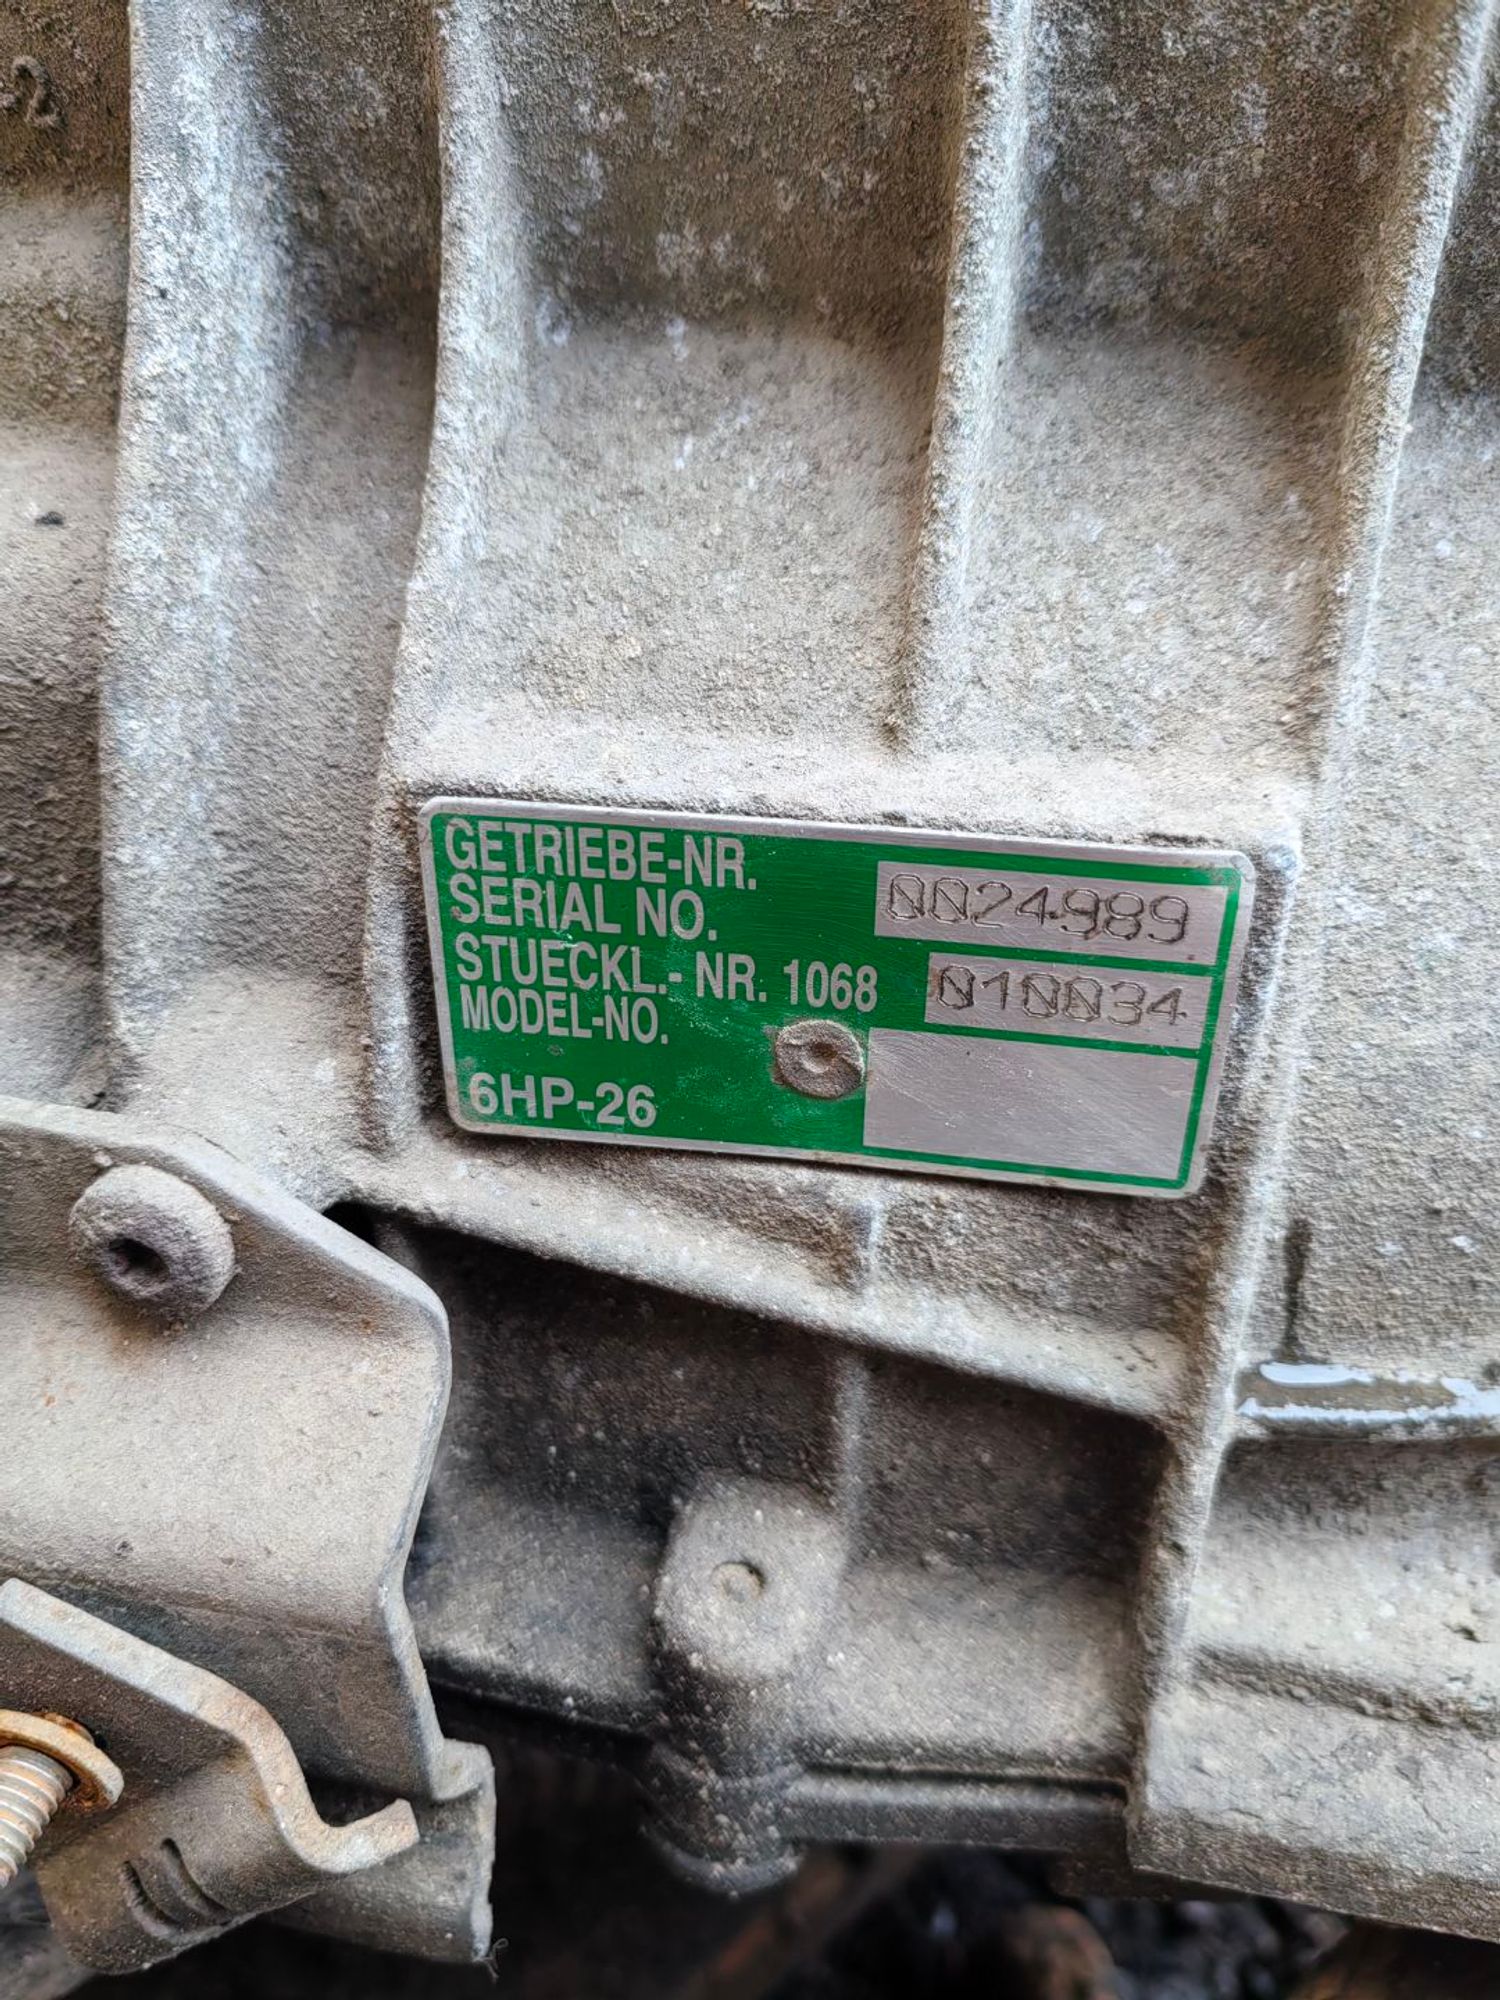 GETRIEBE-NR.
SERIAL NO. 0024989
STUECKL.- NR. 1068 010034
MODEL-NO.
6HP-26